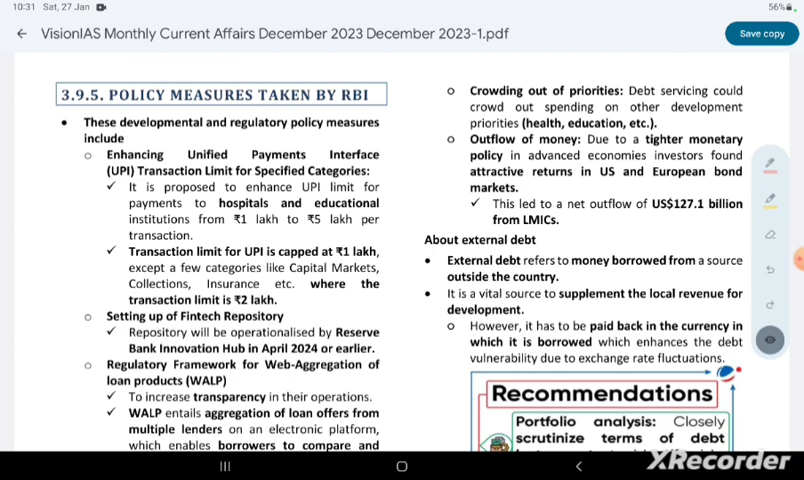 10:31 Sat, 27 Jan
56%
VisionIAS Monthly Current Affairs December 2023 December 2023-1.pdf
Save copy
3.9.5. POLICY MEASURES TAKEN BY RBI
• These developmental and regulatory policy measures
include
o Enhancing Unified Payments Interface
(UPI) Transaction Limit for Specified Categories:
✓ It is proposed to enhance UPI limit for
payments to hospitals and educational
institutions from ₹1 lakh to ₹5 lakh per
transaction.
✓ Transaction limit for UPI is capped at ₹1 lakh,
except a few categories like Capital Markets,
Collections, Insurance etc. where the
transaction limit is ₹2 lakh.
o Setting up of Fintech Repository
✓ Repository will be operationalised by Reserve
Bank Innovation Hub in April 2024 or earlier.
o Regulatory Framework for Web-Aggregation of
loan products (WALP)
✓ To increase transparency in their operations.
✓ WALP entails aggregation of loan offers from
multiple lenders on an electronic platform,
which enables borrowers to compare and
o Crowding out of priorities: Debt servicing could
crowd out spending on other development
priorities (health, education, etc.).
o Outflow of money: Due to a tighter monetary
policy in advanced economies investors found
attractive returns in US and European bond
markets.
✓ This led to a net outflow of US$127.1 billion
from LMICs.
About external debt
• External debt refers to money borrowed from a source
outside the country.
• It is a vital source to supplement the local revenue for
development.
o However, it has to be paid back in the currency in
which it is borrowed which enhances the debt
vulnerability due to exchange rate fluctuations.
Recommendations
Portfolio analysis: Closely
scrutinize terms of debt
XRecorder